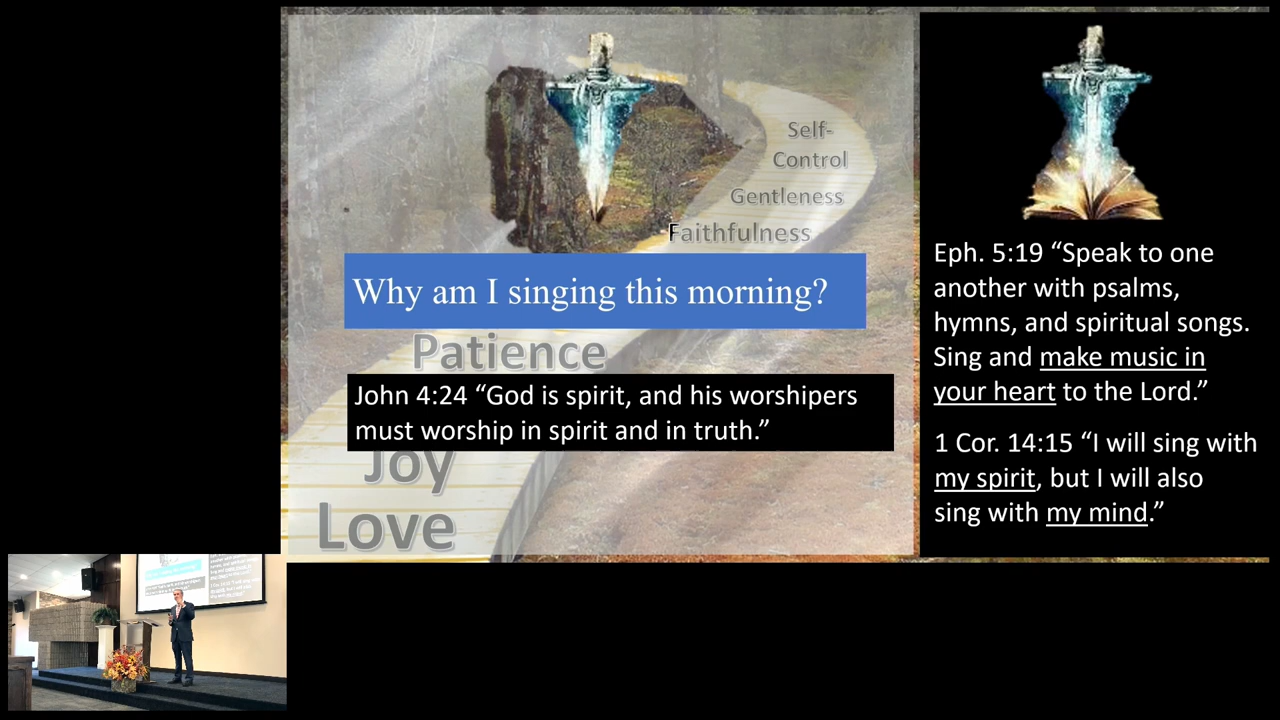 Self-
Control
Gentleness
Faithfulness
Why am I singing this morning?
Patience
John 4:24 “God is spirit, and his worshipers
must worship in spirit and in truth.”
Joy
Love
Eph. 5:19 “Speak to one
another with psalms,
hymns, and spiritual songs.
Sing and make music in
your heart to the Lord.”
1 Cor. 14:15 “I will sing with
my spirit, but I will also
sing with my mind.”